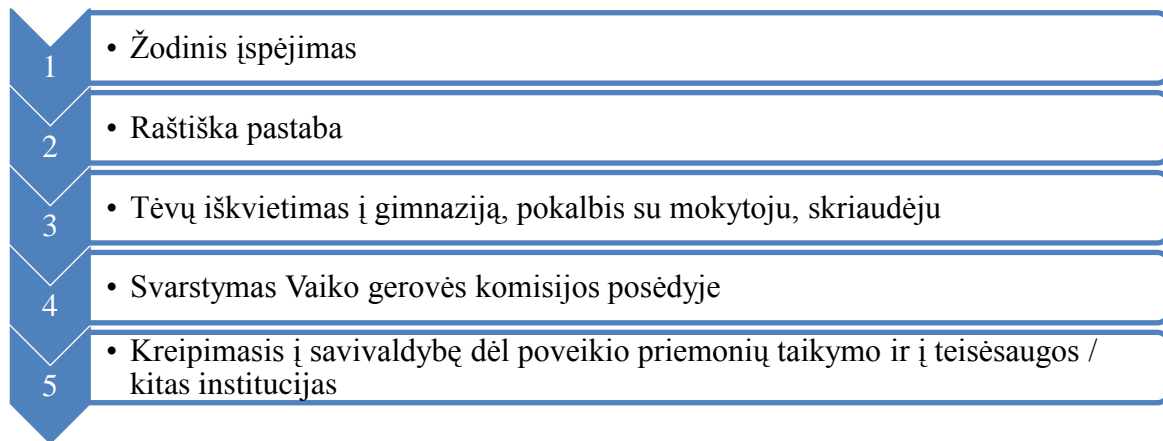 1
• Žodinis įspėjimas
2
• Raštiška pastaba
3
• Tėvų iškvietimas į gimnaziją, pokalbis su mokytoju, skriaudėju
4
• Svarstymas Vaiko gerovės komisijos posėdyje
5
• Kreipimasis į savivaldybę dėl poveikio priemonių taikymo ir į teisėsaugos /
kitas institucijas